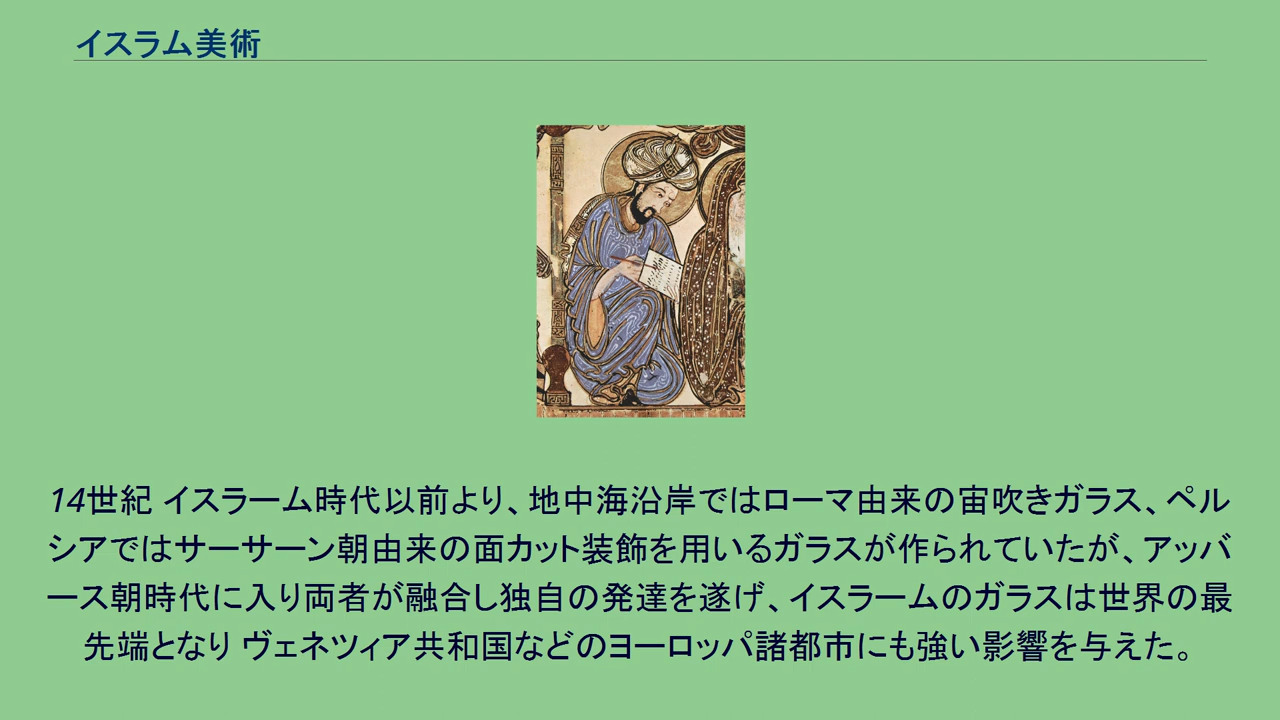 イスラム美術
14世紀 イスラーム時代以前より、地中海沿岸ではローマ由来の宙吹きガラス、ペル
シアではサーサーン朝由来の面カット装飾を用いるガラスが作られていたが、アッバ
ース朝時代に入り両者が融合し独自の発達を遂げ、イスラームのガラスは世界の最
先端となり ヴェネツィア共和国などのヨーロッパ諸都市にも強い影響を与えた。